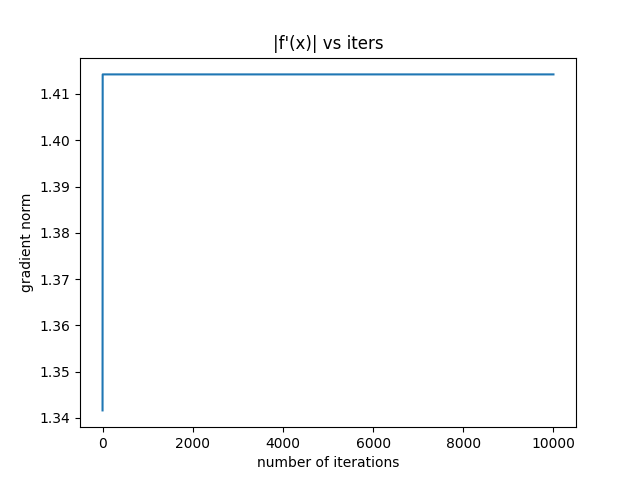 |f'(x)| vs iters
1.41
1.40
1.39
1.38
1.37
1.36
1.35
1.34
gradient norm
0 2000 4000 6000 8000 10000
number of iterations